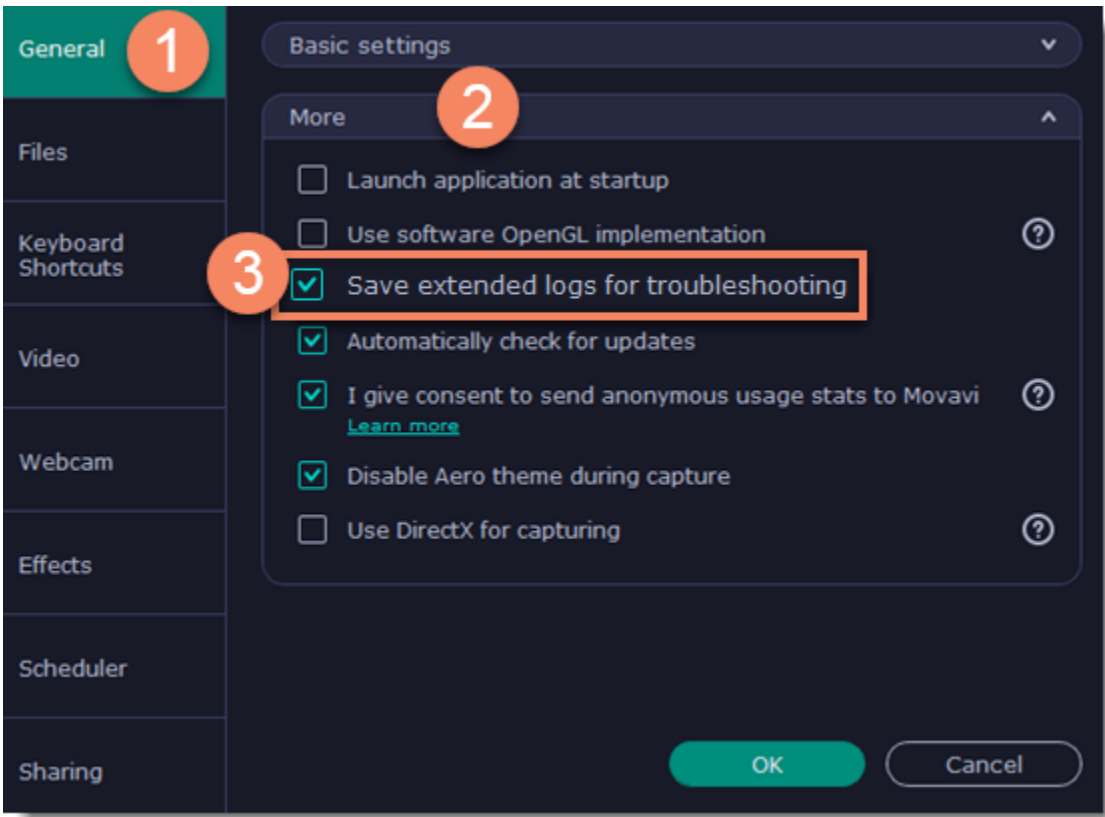 General
1
Files
Keyboard
Shortcuts
Video
Webcam
Effects
Scheduler
Sharing
Basic settings
2
More
Launch application at startup
Use software OpenGL implementation
?
3
Save extended logs for troubleshooting
Automatically check for updates
I give consent to send anonymous usage stats to Movavi
?
Learn more
Disable Aero theme during capture
Use DirectX for capturing
?
OK
Cancel